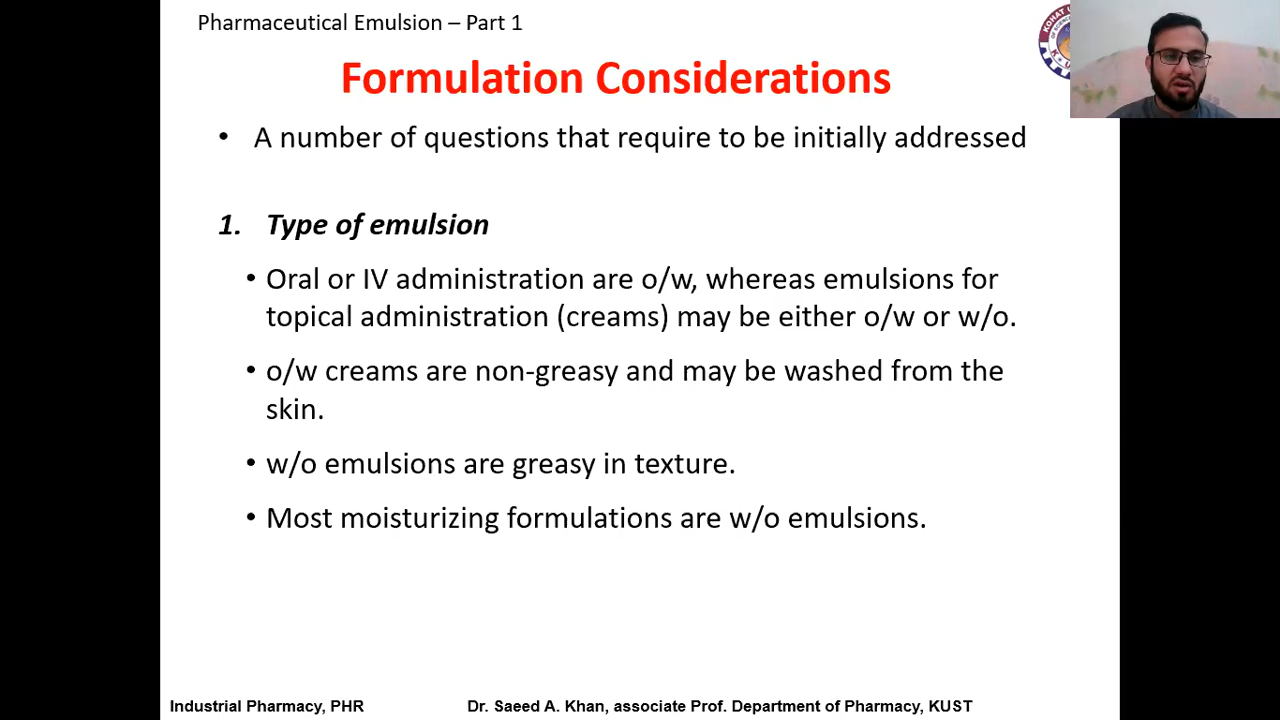 Pharmaceutical Emulsion – Part 1
Formulation Considerations
• A number of questions that require to be initially addressed
1. Type of emulsion
• Oral or IV administration are o/w, whereas emulsions for
topical administration (creams) may be either o/w or w/o.
• o/w creams are non-greasy and may be washed from the
skin.
• w/o emulsions are greasy in texture.
• Most moisturizing formulations are w/o emulsions.
Industrial Pharmacy, PHR
Dr. Saeed A. Khan, associate Prof. Department of Pharmacy, KUST